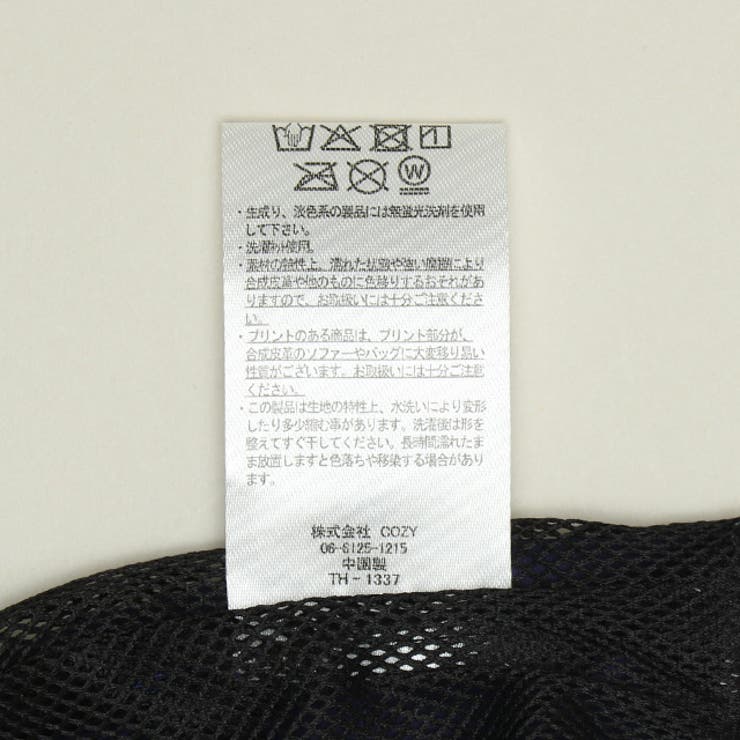 ・生成り、淡色系の製品には無蛍光洗剤を使用
して下さい。
・洗濯ネット使用。
・素材の特性上、濡れた状態や強い摩擦により
合成皮革や他のものに色移りするおそれがあ
りますので、お取扱いには十分ご注意くださ
い。
・プリントのある商品は、プリント部分が、
合成皮革のソファーやバッグに大変移り易い
性質がございます。お取扱いには十分ご注意
ください。
・この製品は生地の特性上、水洗いにより変形
したり多少縮む事があります。洗濯後は形を
整えてすぐ干してください。長時間濡れたま
ま放置しますと色落ちや移染する場合があり
ます。
株式会社 COZY
06-6125-1215
中国製
TH-1337